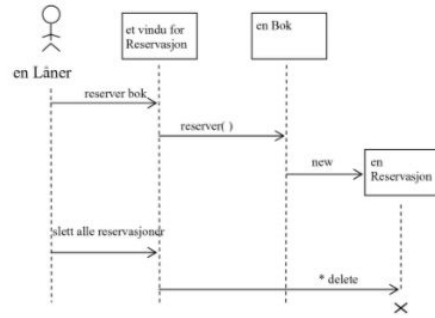 et vindu for
Reservasjon
en Bok
en Låner
reserver bok
reserver( )
new
en
Reservasjon
slett alle reservasjoner
* delete